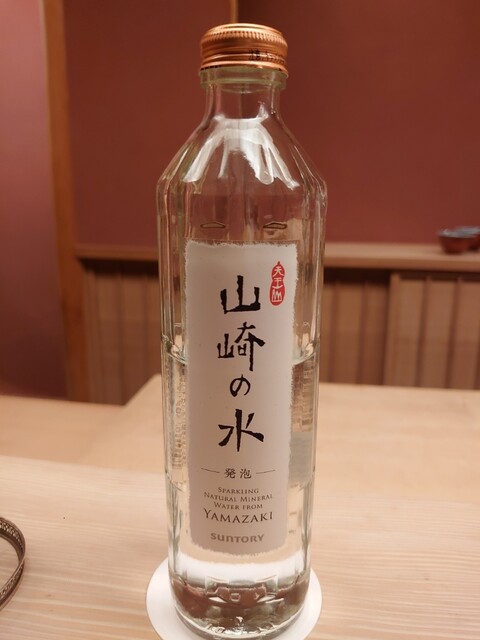 天王山
山崎の水
発泡
SPARKLING
NATURAL MINERAL
WATER FROM
YAMAZAKI
SUNTORY